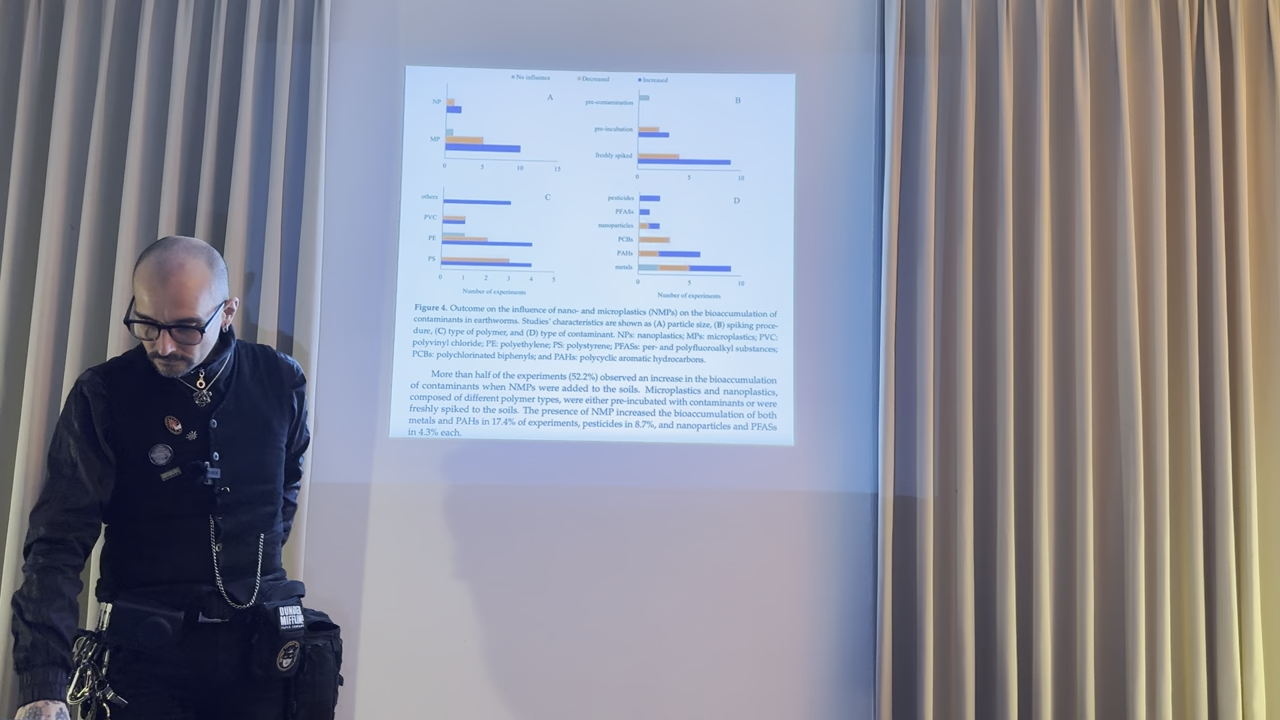 No influence Decreased Increased
A
NP
MP
0 5 10 15
B
pre-contamination
pre-incubation
freshly spiked
0 5 10
C
others
PVC
PE
PS
0 1 2 3 4 5
Number of experiments
D
pesticides
PFASs
nanoparticles
PCBs
PAHs
metals
0 5 10
Number of experiments
Figure 4. Outcome on the influence of nano- and microplastics (NMPs) on the bioaccumulation of
contaminants in earthworms. Studies' characteristics are shown as (A) particle size, (B) spiking proce-
dure, (C) type of polymer, and (D) type of contaminant. NPs: nanoplastics; MPs: microplastics; PVC:
polyvinyl chloride; PE: polyethylene; PS: polystyrene; PFASs: per- and polyfluoroalkyl substances;
PCBs: polychlorinated biphenyls; and PAHs: polycyclic aromatic hydrocarbons.
More than half of the experiments (52.2%) observed an increase in the bioaccumulation
of contaminants when NMPs were added to the soils. Microplastics and nanoplastics,
composed of different polymer types, were either pre-incubated with contaminants or were
freshly spiked to the soils. The presence of NMP increased the bioaccumulation of both
metals and PAHs in 17.4% of experiments, pesticides in 8.7%, and nanoparticles and PFASs
in 4.3% each.
DUNDER
MIFFLIN